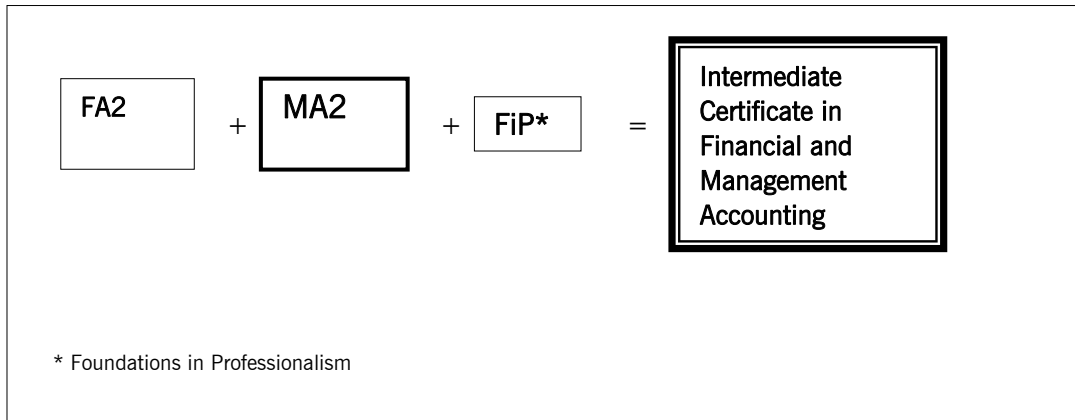 FA2 + MA2 + FiP* =
Intermediate
Certificate in
Financial and
Management
Accounting
* Foundations in Professionalism